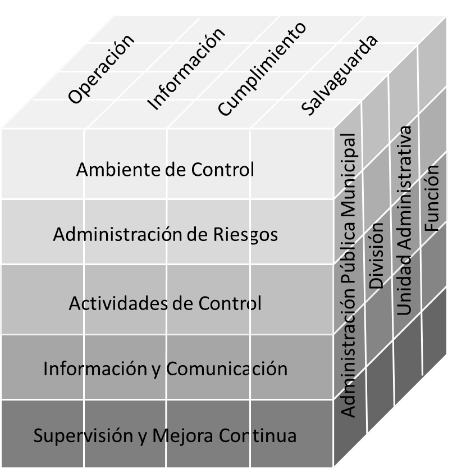 Operación
Información
Cumplimiento
Salvaguarda
Ambiente de Control
Administración de Riesgos
Actividades de Control
Información y Comunicación
Supervisión y Mejora Continua
Administración Pública Municipal
División
Unidad Administrativa
Función